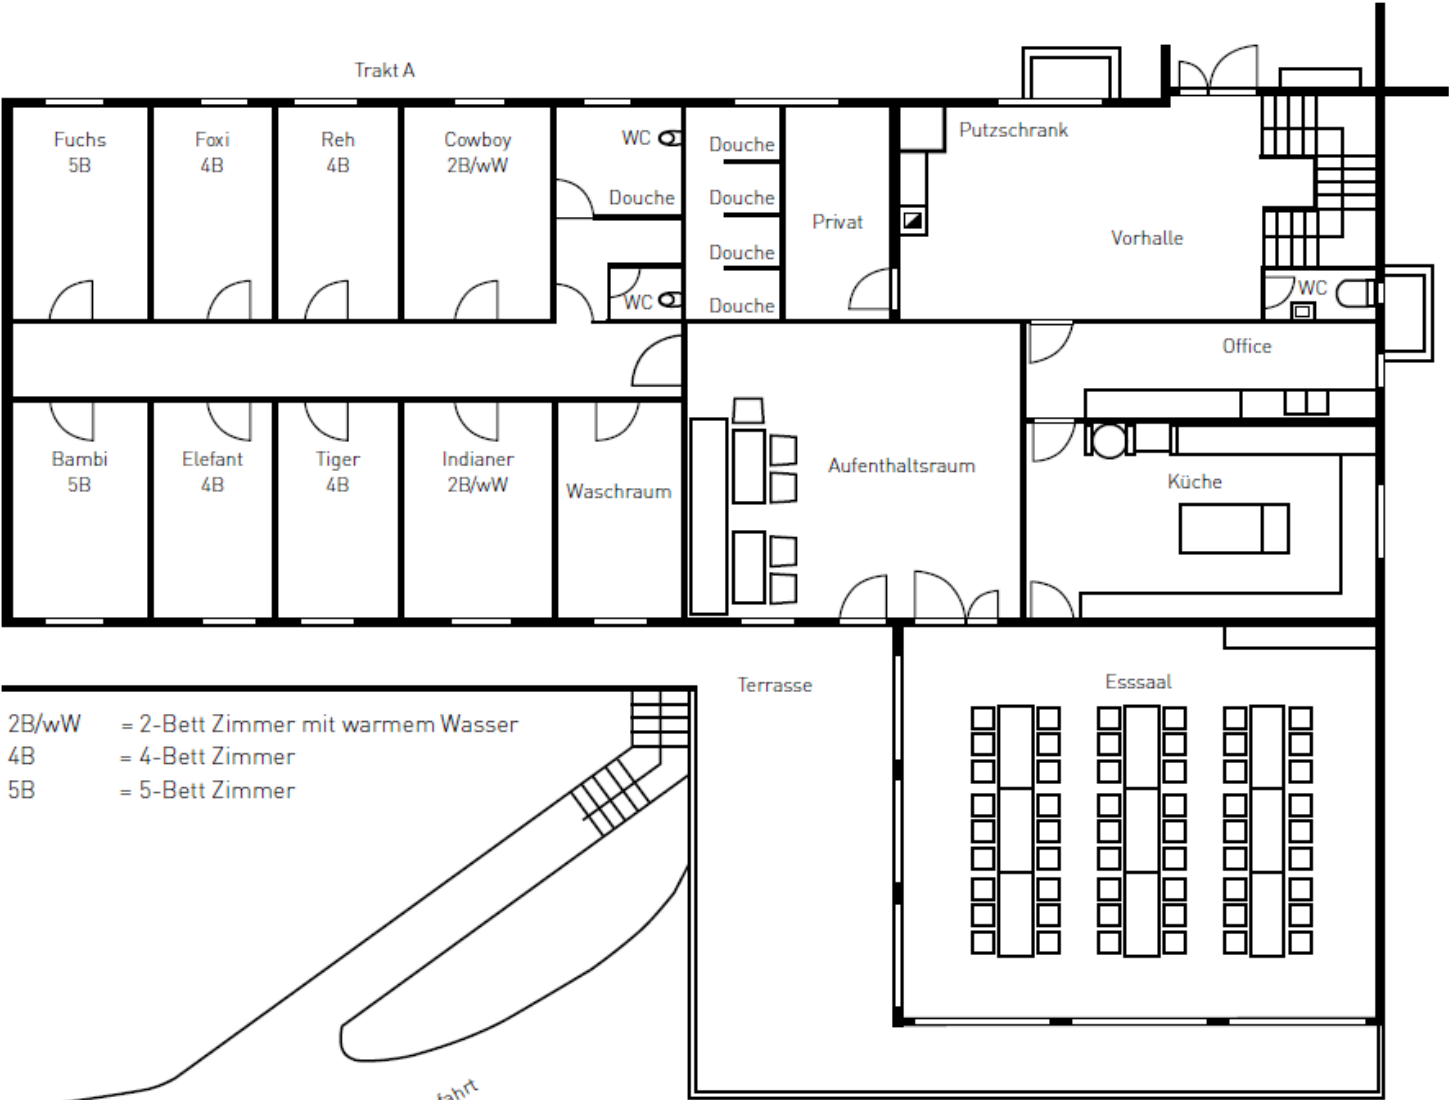 Trakt A
Fuchs
5B
Foxi
4B
Reh
4B
Cowboy
2B/wW
WC
Douche
WC
Douche
Douche
Douche
Douche
Privat
Putzschrank
Vorhalle
WC
Office
Bambi
5B
Elefant
4B
Tiger
4B
Indianer
2B/wW
Waschraum
Aufenthaltsraum
Küche
Terrasse
Esssaal
2B/wW = 2-Bett Zimmer mit warmem Wasser
4B = 4-Bett Zimmer
5B = 5-Bett Zimmer
fahrt